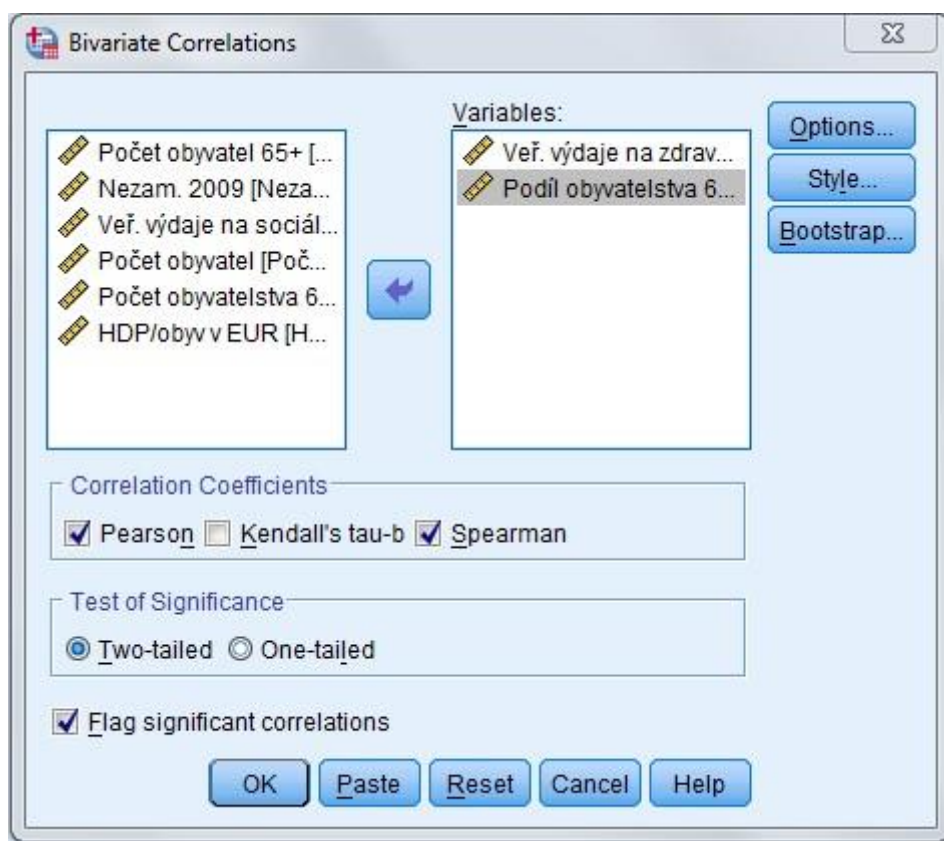 Bivariate Correlations
Variables:
Počet obyvatel 65+ [...
Nezam. 2009 [Neza...
Veř. výdaje na sociál...
Počet obyvatel [Poč...
Počet obyvatelstva 6...
HDP/obyv v EUR [H...
Veř. výdaje na zdrav...
Podíl obyvatelstva 6...
Options...
Style...
Bootstrap...
Correlation Coefficients
Pearson Kendall's tau-b Spearman
Test of Significance
Two-tailed One-tailed
Flag significant correlations
OK Paste Reset Cancel Help